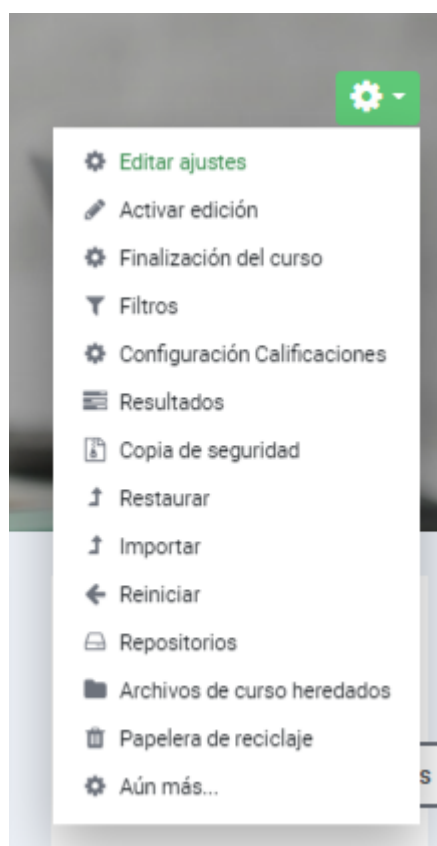 Editar ajustes
Activar edición
Finalización del curso
Filtros
Configuración Calificaciones
Resultados
Copia de seguridad
Restaurar
Importar
Reiniciar
Repositorios
Archivos de curso heredados
Papelera de reciclaje
Aún más...
s